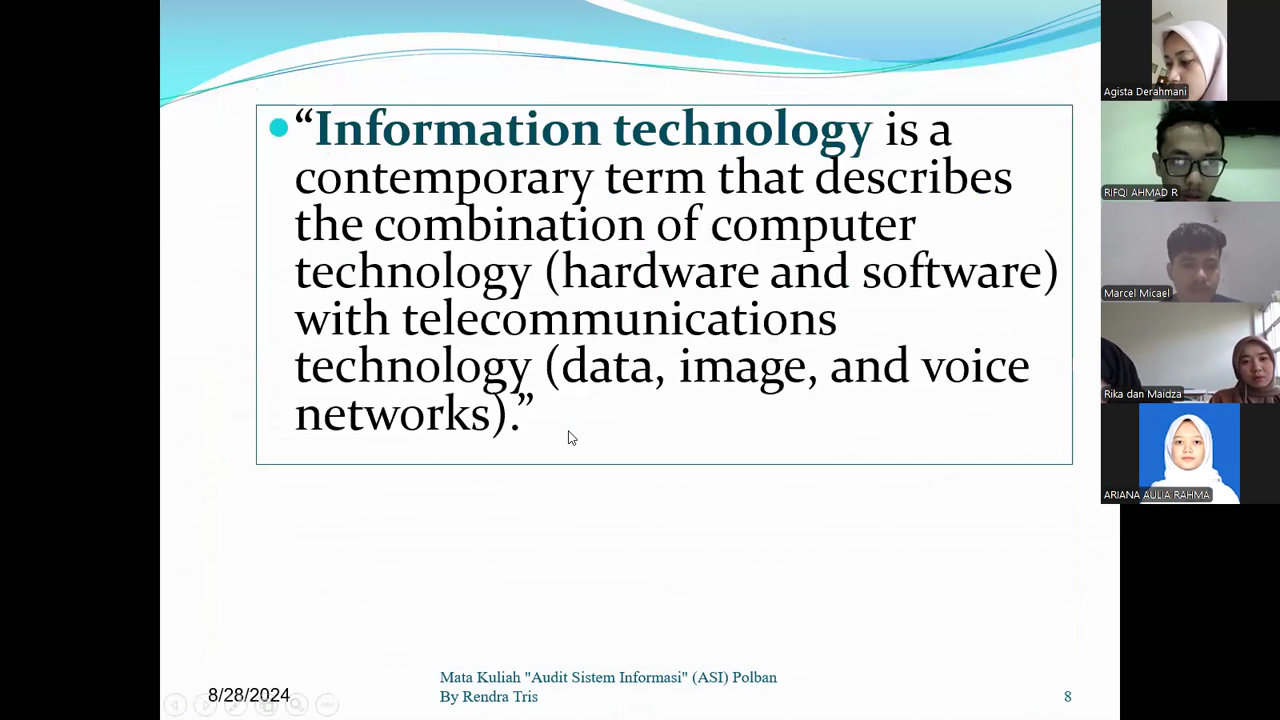 “Information technology is a
contemporary term that describes
the combination of computer
technology (hardware and software)
with telecommunications
technology (data, image, and voice
networks).”
8/28/2024
Mata Kuliah "Audit Sistem Informasi" (ASI) Polban
By Rendra Tris
8
Agista Derahmani
RIFQI AHMAD R
Marcel Micael
Rika dan Maidza
ARIANA AULIA RAHMA